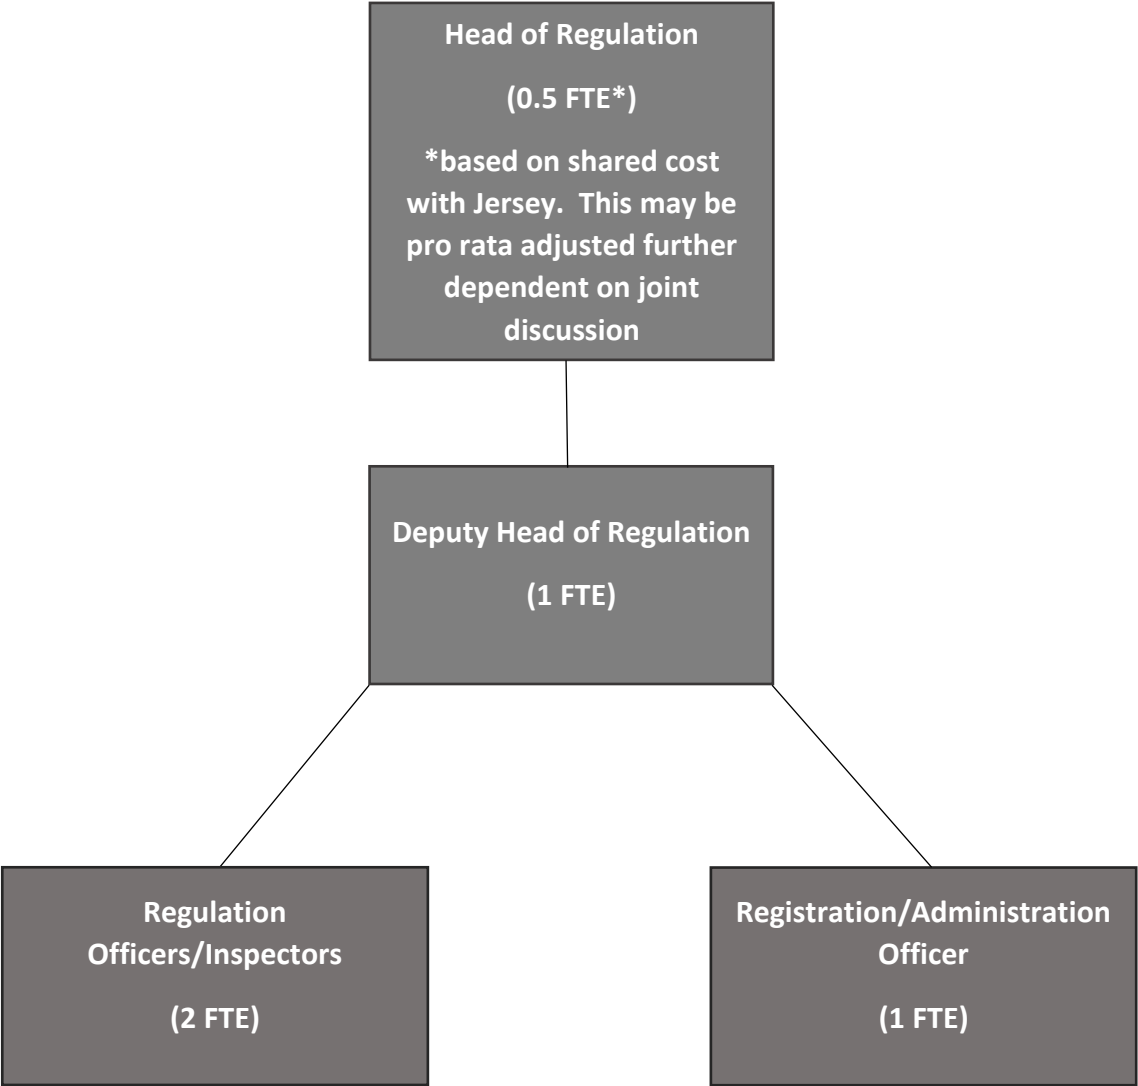 Head of Regulation
(0.5 FTE*)
*based on shared cost
with Jersey.  This may be
pro rata adjusted further
dependent on joint
discussion
Deputy Head of Regulation
(1 FTE)
Regulation
Officers/Inspectors
(2 FTE)
Registration/Administration
Officer
(1 FTE)